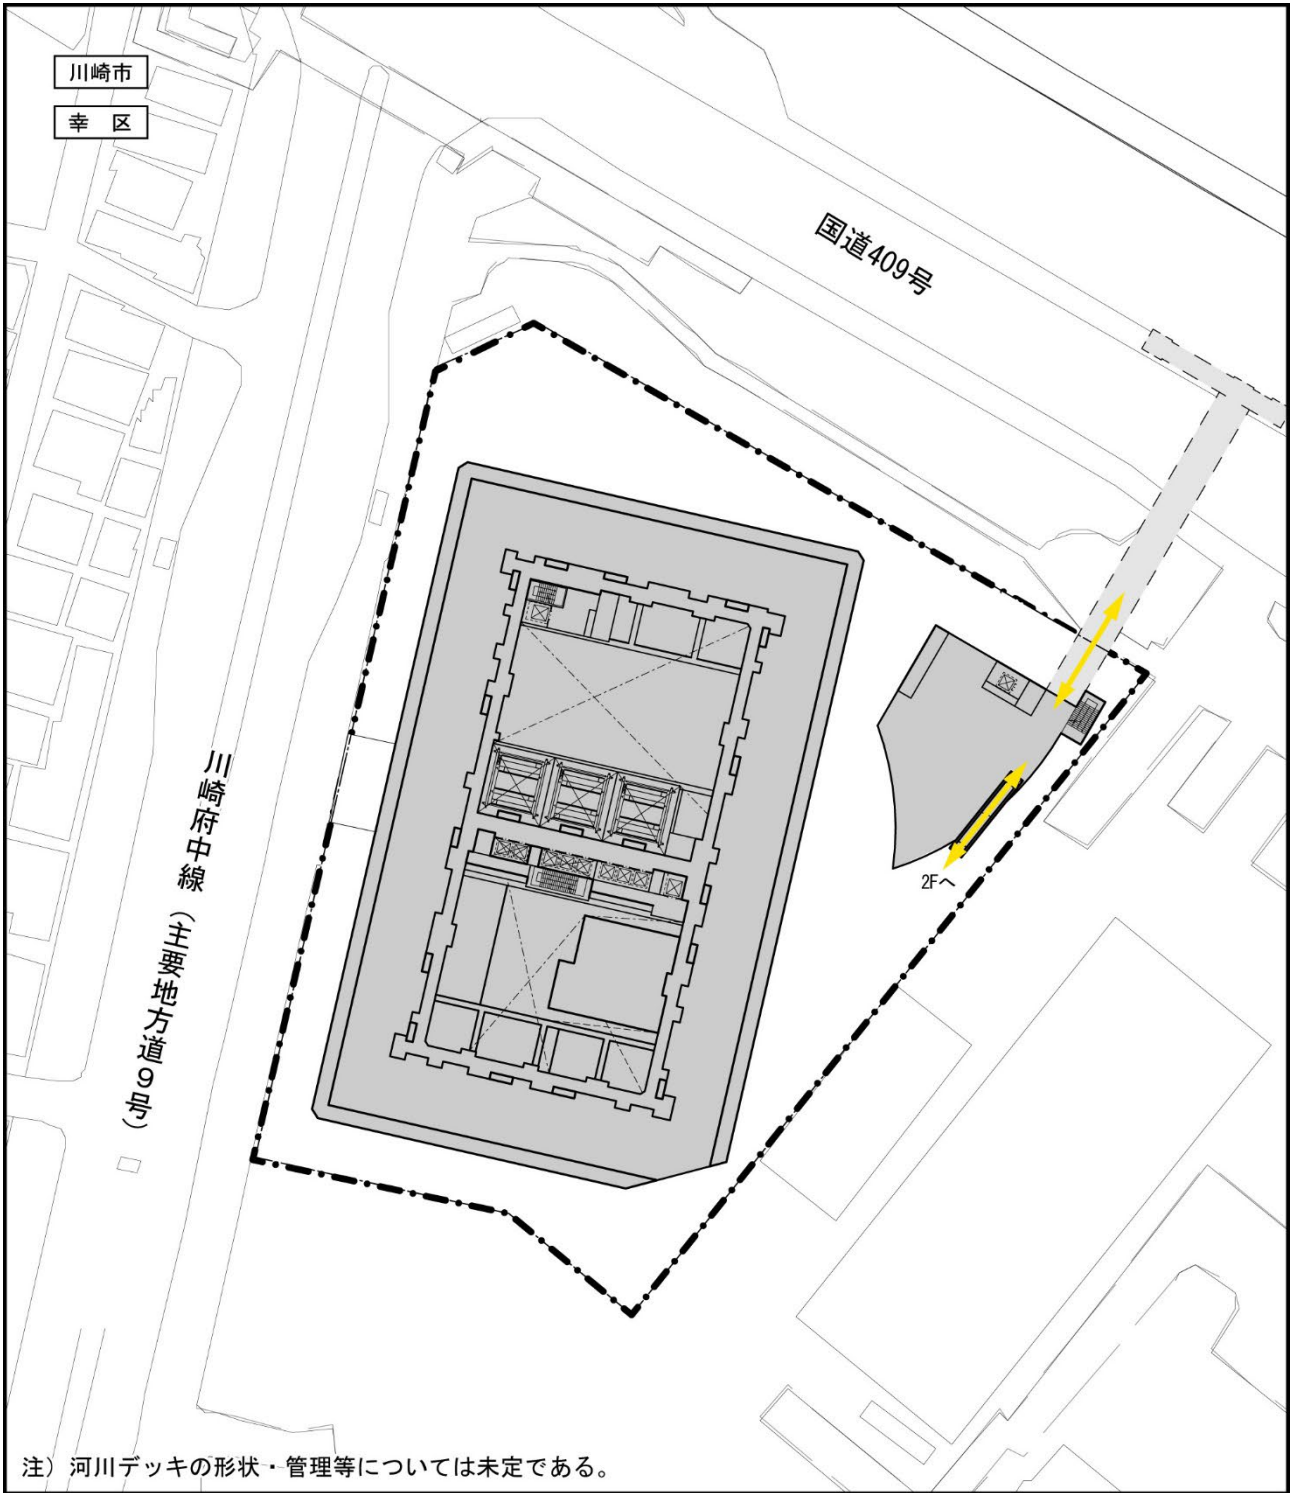 川崎市
幸 区
国道409号
川崎府中線（主要地方道9号）
2Fへ
注）河川デッキの形状・管理等については未定である。